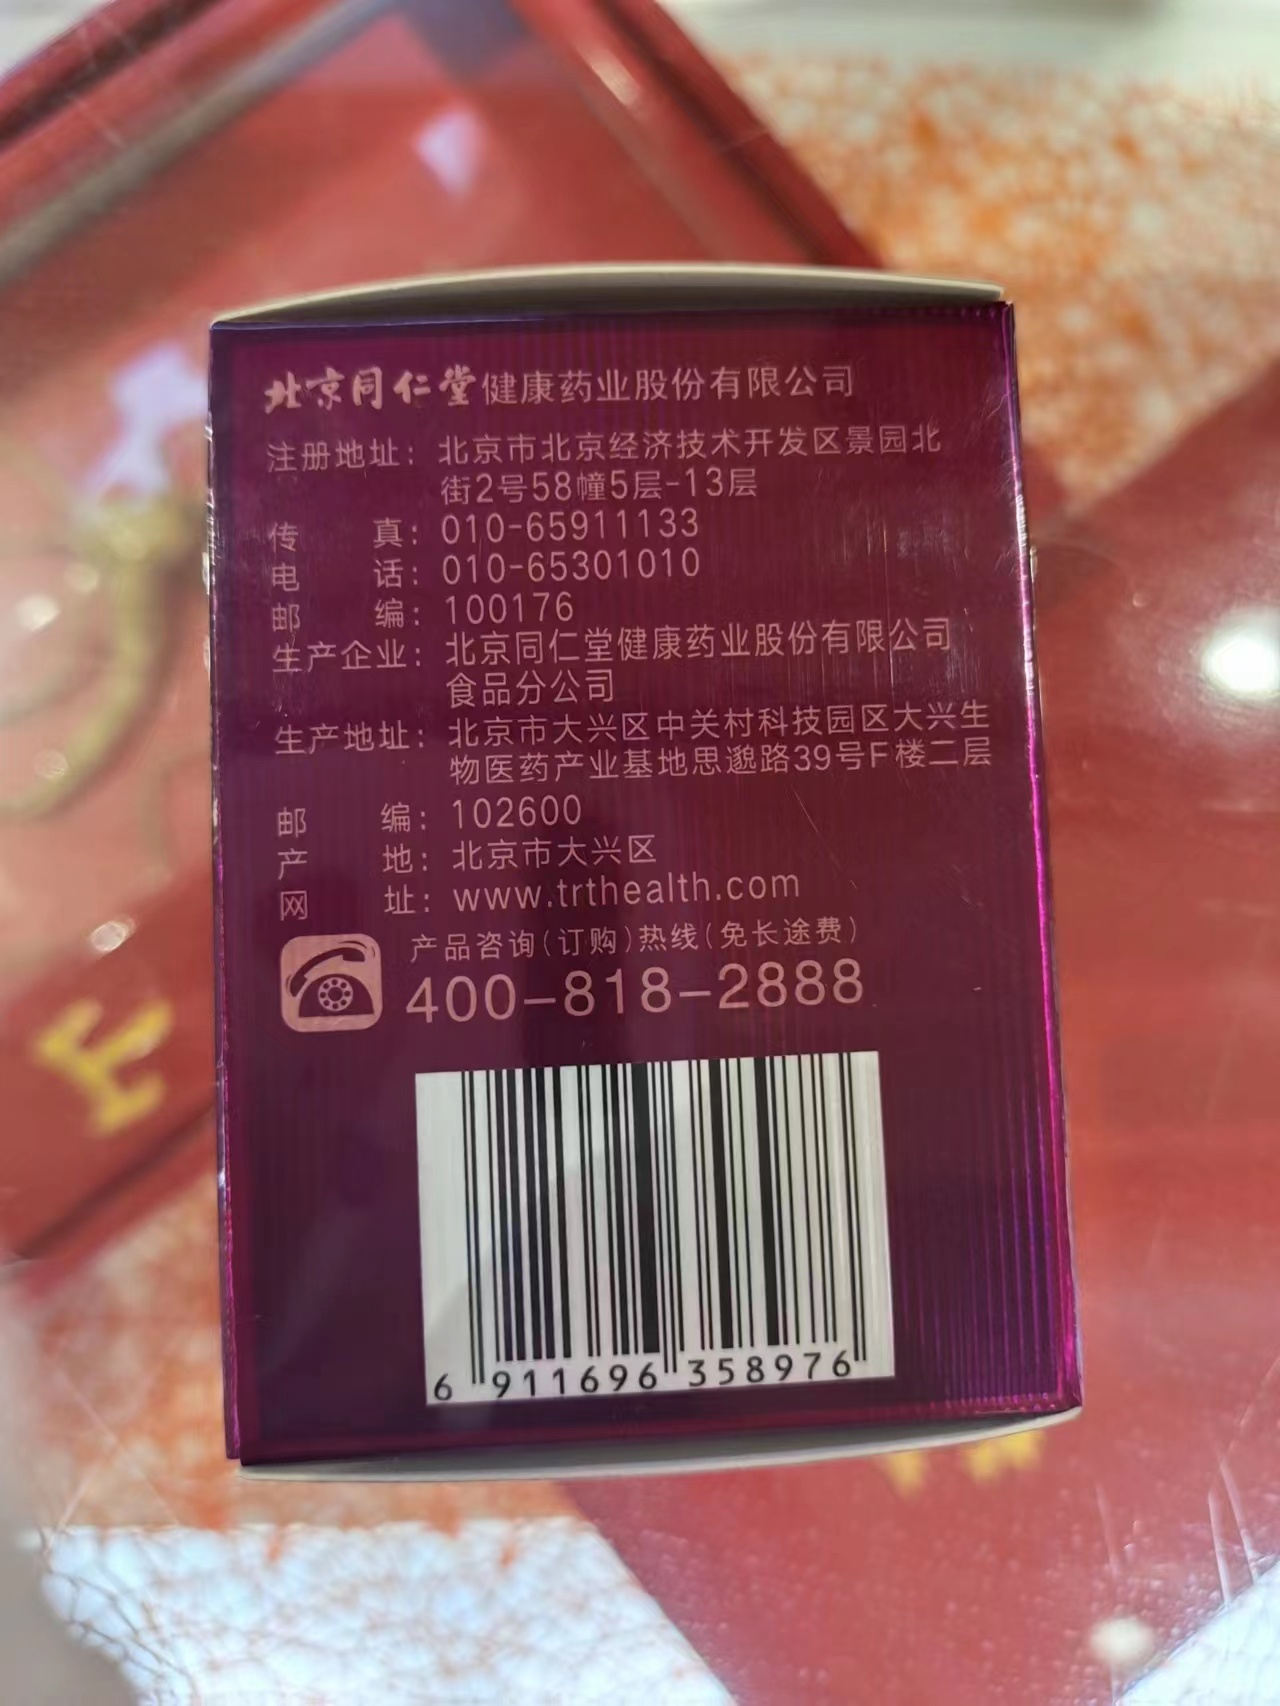 北京同仁堂健康药业股份有限公司
注册地址：北京市北京经济技术开发区景园北
街2号58幢5层-13层
传真：010-65911133
电话：010-65301010
邮编：100176
生产企业：北京同仁堂健康药业股份有限公司
食品分公司
生产地址：北京市大兴区中关村科技园区大兴生
物医药产业基地思邈路39号F楼二层
邮编：102600
产地：北京市大兴区
网址：www.trthealth.com
产品咨询(订购)热线(免长途费)
400-818-2888
6 911696 358976